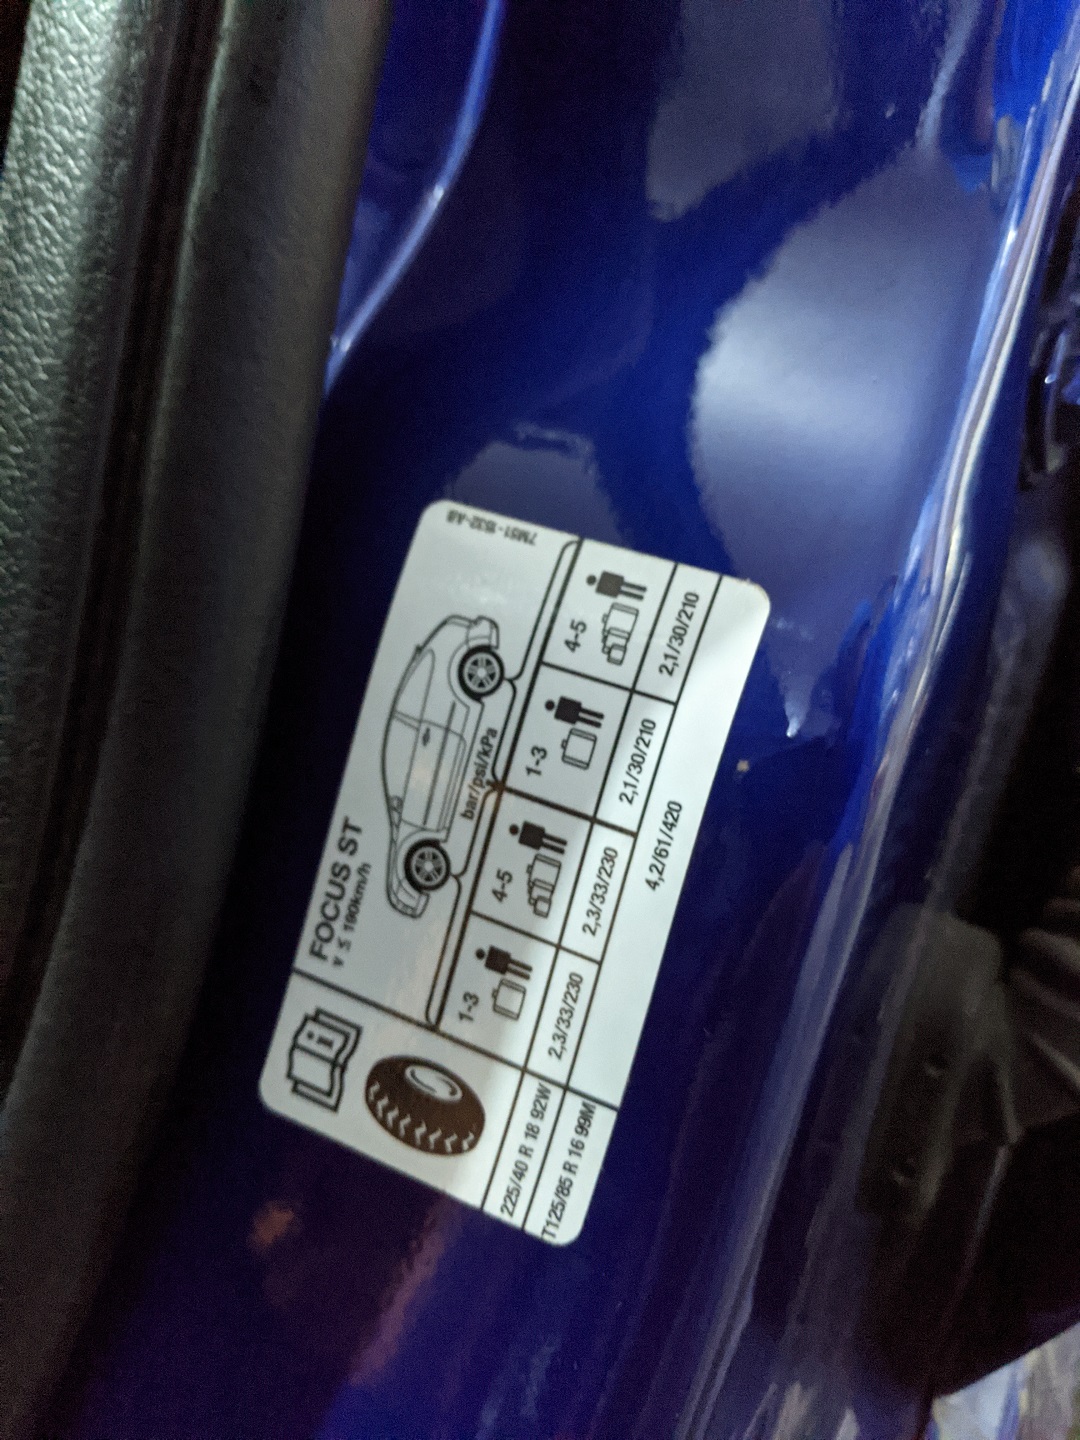 FOCUS ST
v ≤ 190km/h
7M51-1532-AB
bar/psi/kPa
1-3 4-5 1-3 4-5
225/40 R 18 92W 2,3/33/230 2,3/33/230 2,1/30/210 2,1/30/210
T125/85 R 16 99M 4,2/61/420